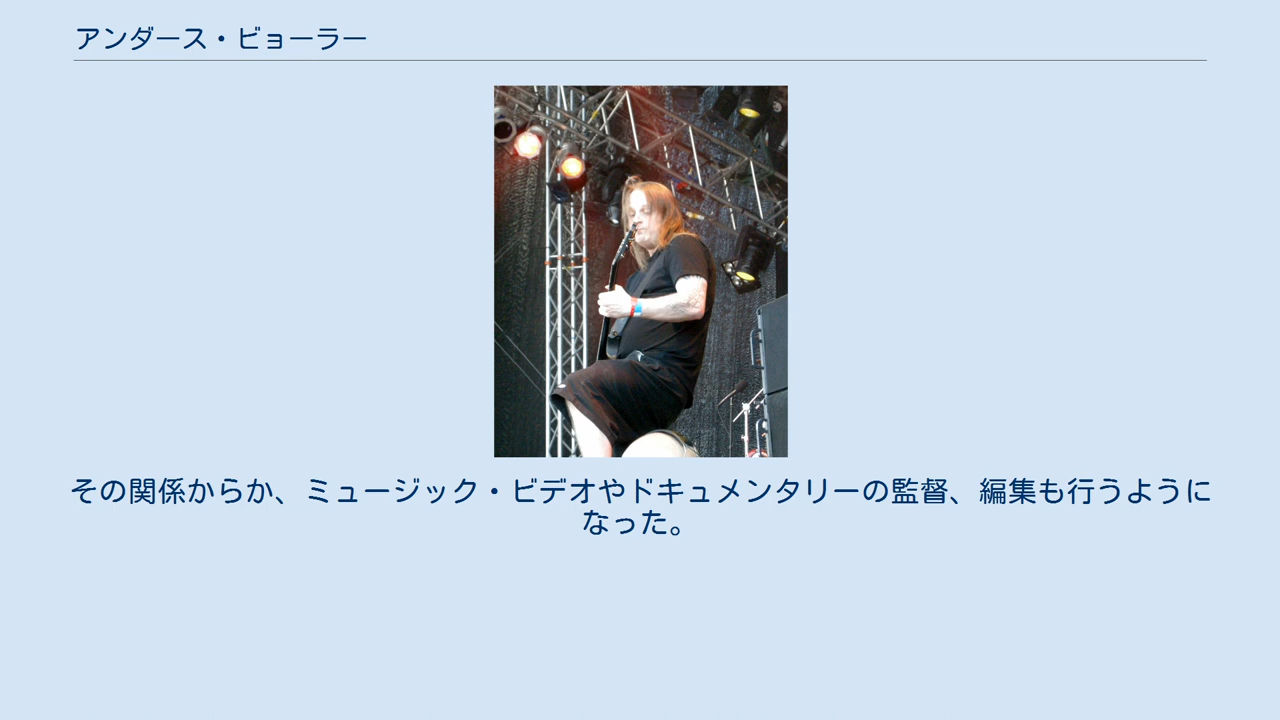 アンダース・ビョーラー
その関係からか、ミュージック・ビデオやドキュメンタリーの監督、編集も行うように
なった。